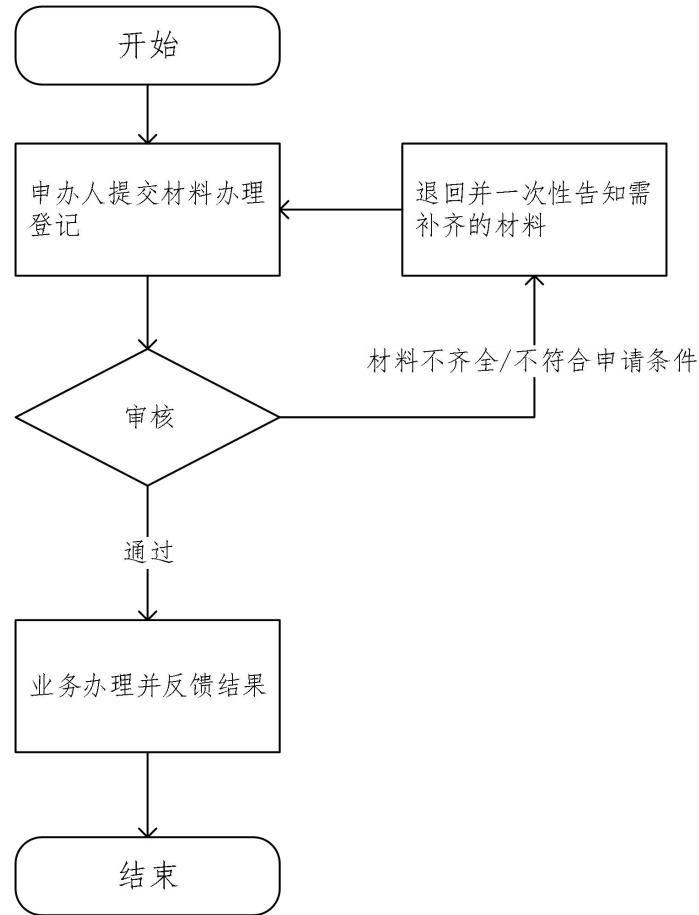 开始
申办人提交材料办理
登记
退回并一次性告知需
补齐的材料
材料不齐全/不符合申请条件
审核
通过
业务办理并反馈结果
结束